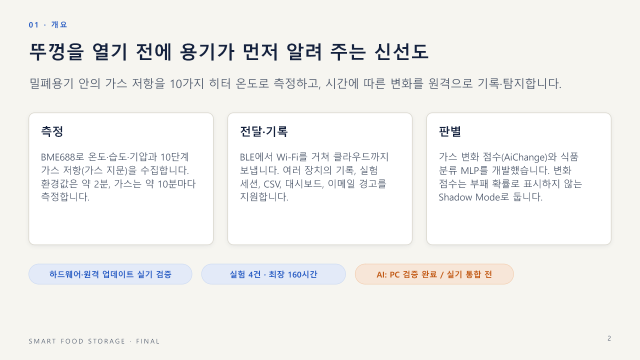 01 · 개요
뚜껑을 열기 전에 용기가 먼저 알려 주는 신선도
밀폐용기 안의 가스 저항을 10가지 히터 온도로 측정하고, 시간에 따른 변화를 원격으로 기록·탐지합니다.
측정
BME688로 온도·습도·기압과 10단계
가스 저항(가스 지문)을 수집합니다.
환경값은 약 2분, 가스는 약 10분마다
측정합니다.
전달·기록
BLE에서 Wi-Fi를 거쳐 클라우드까지
보냅니다. 여러 장치의 기록, 실험
세션, CSV, 대시보드, 이메일 경고를
지원합니다.
판별
가스 변화 점수(AiChange)와 식품
분류 MLP를 개발했습니다. 변화
점수는 부패 확률로 표시하지 않는
Shadow Mode로 둡니다.
하드웨어·원격 업데이트 실기 검증
실험 4건 · 최장 160시간
AI: PC 검증 완료 / 실기 통합 전
SMART FOOD STORAGE · FINAL
2